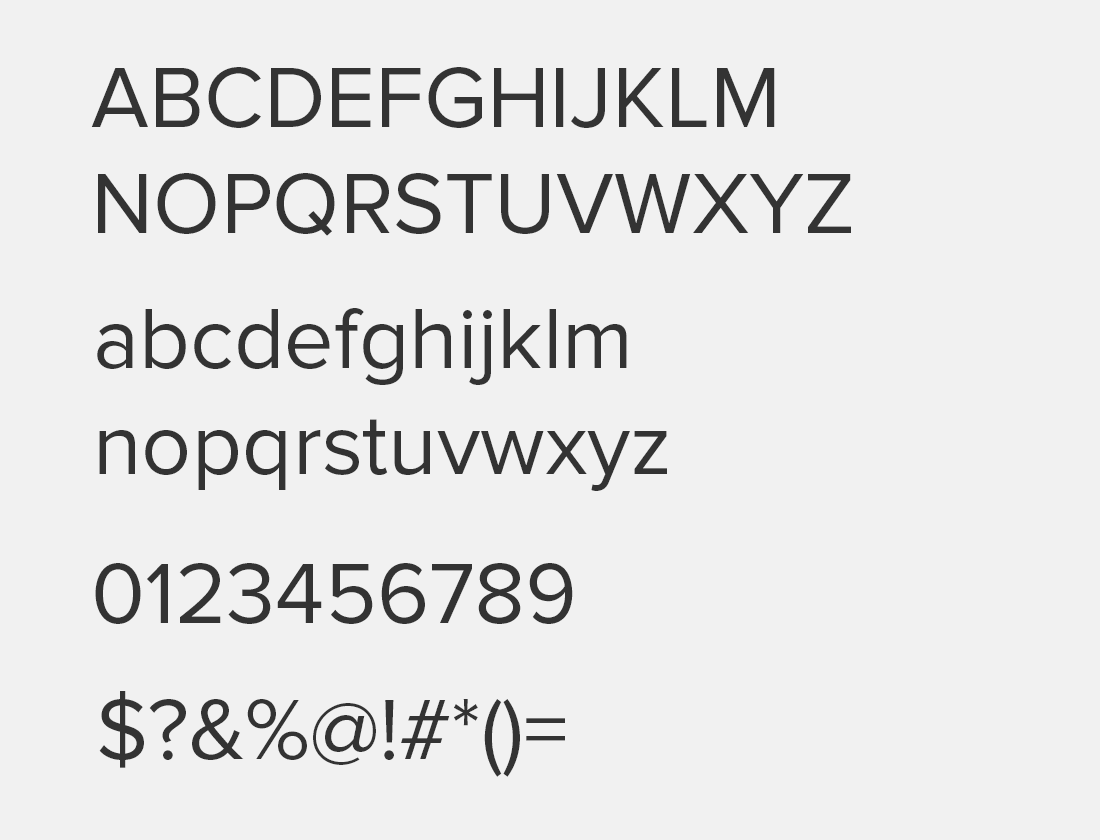 ABCDEFGHIJKLM
NOPQRSTUVWXYZ
abcdefghijklm
nopqrstuvwxyz
0123456789
$?&%@!#*()=